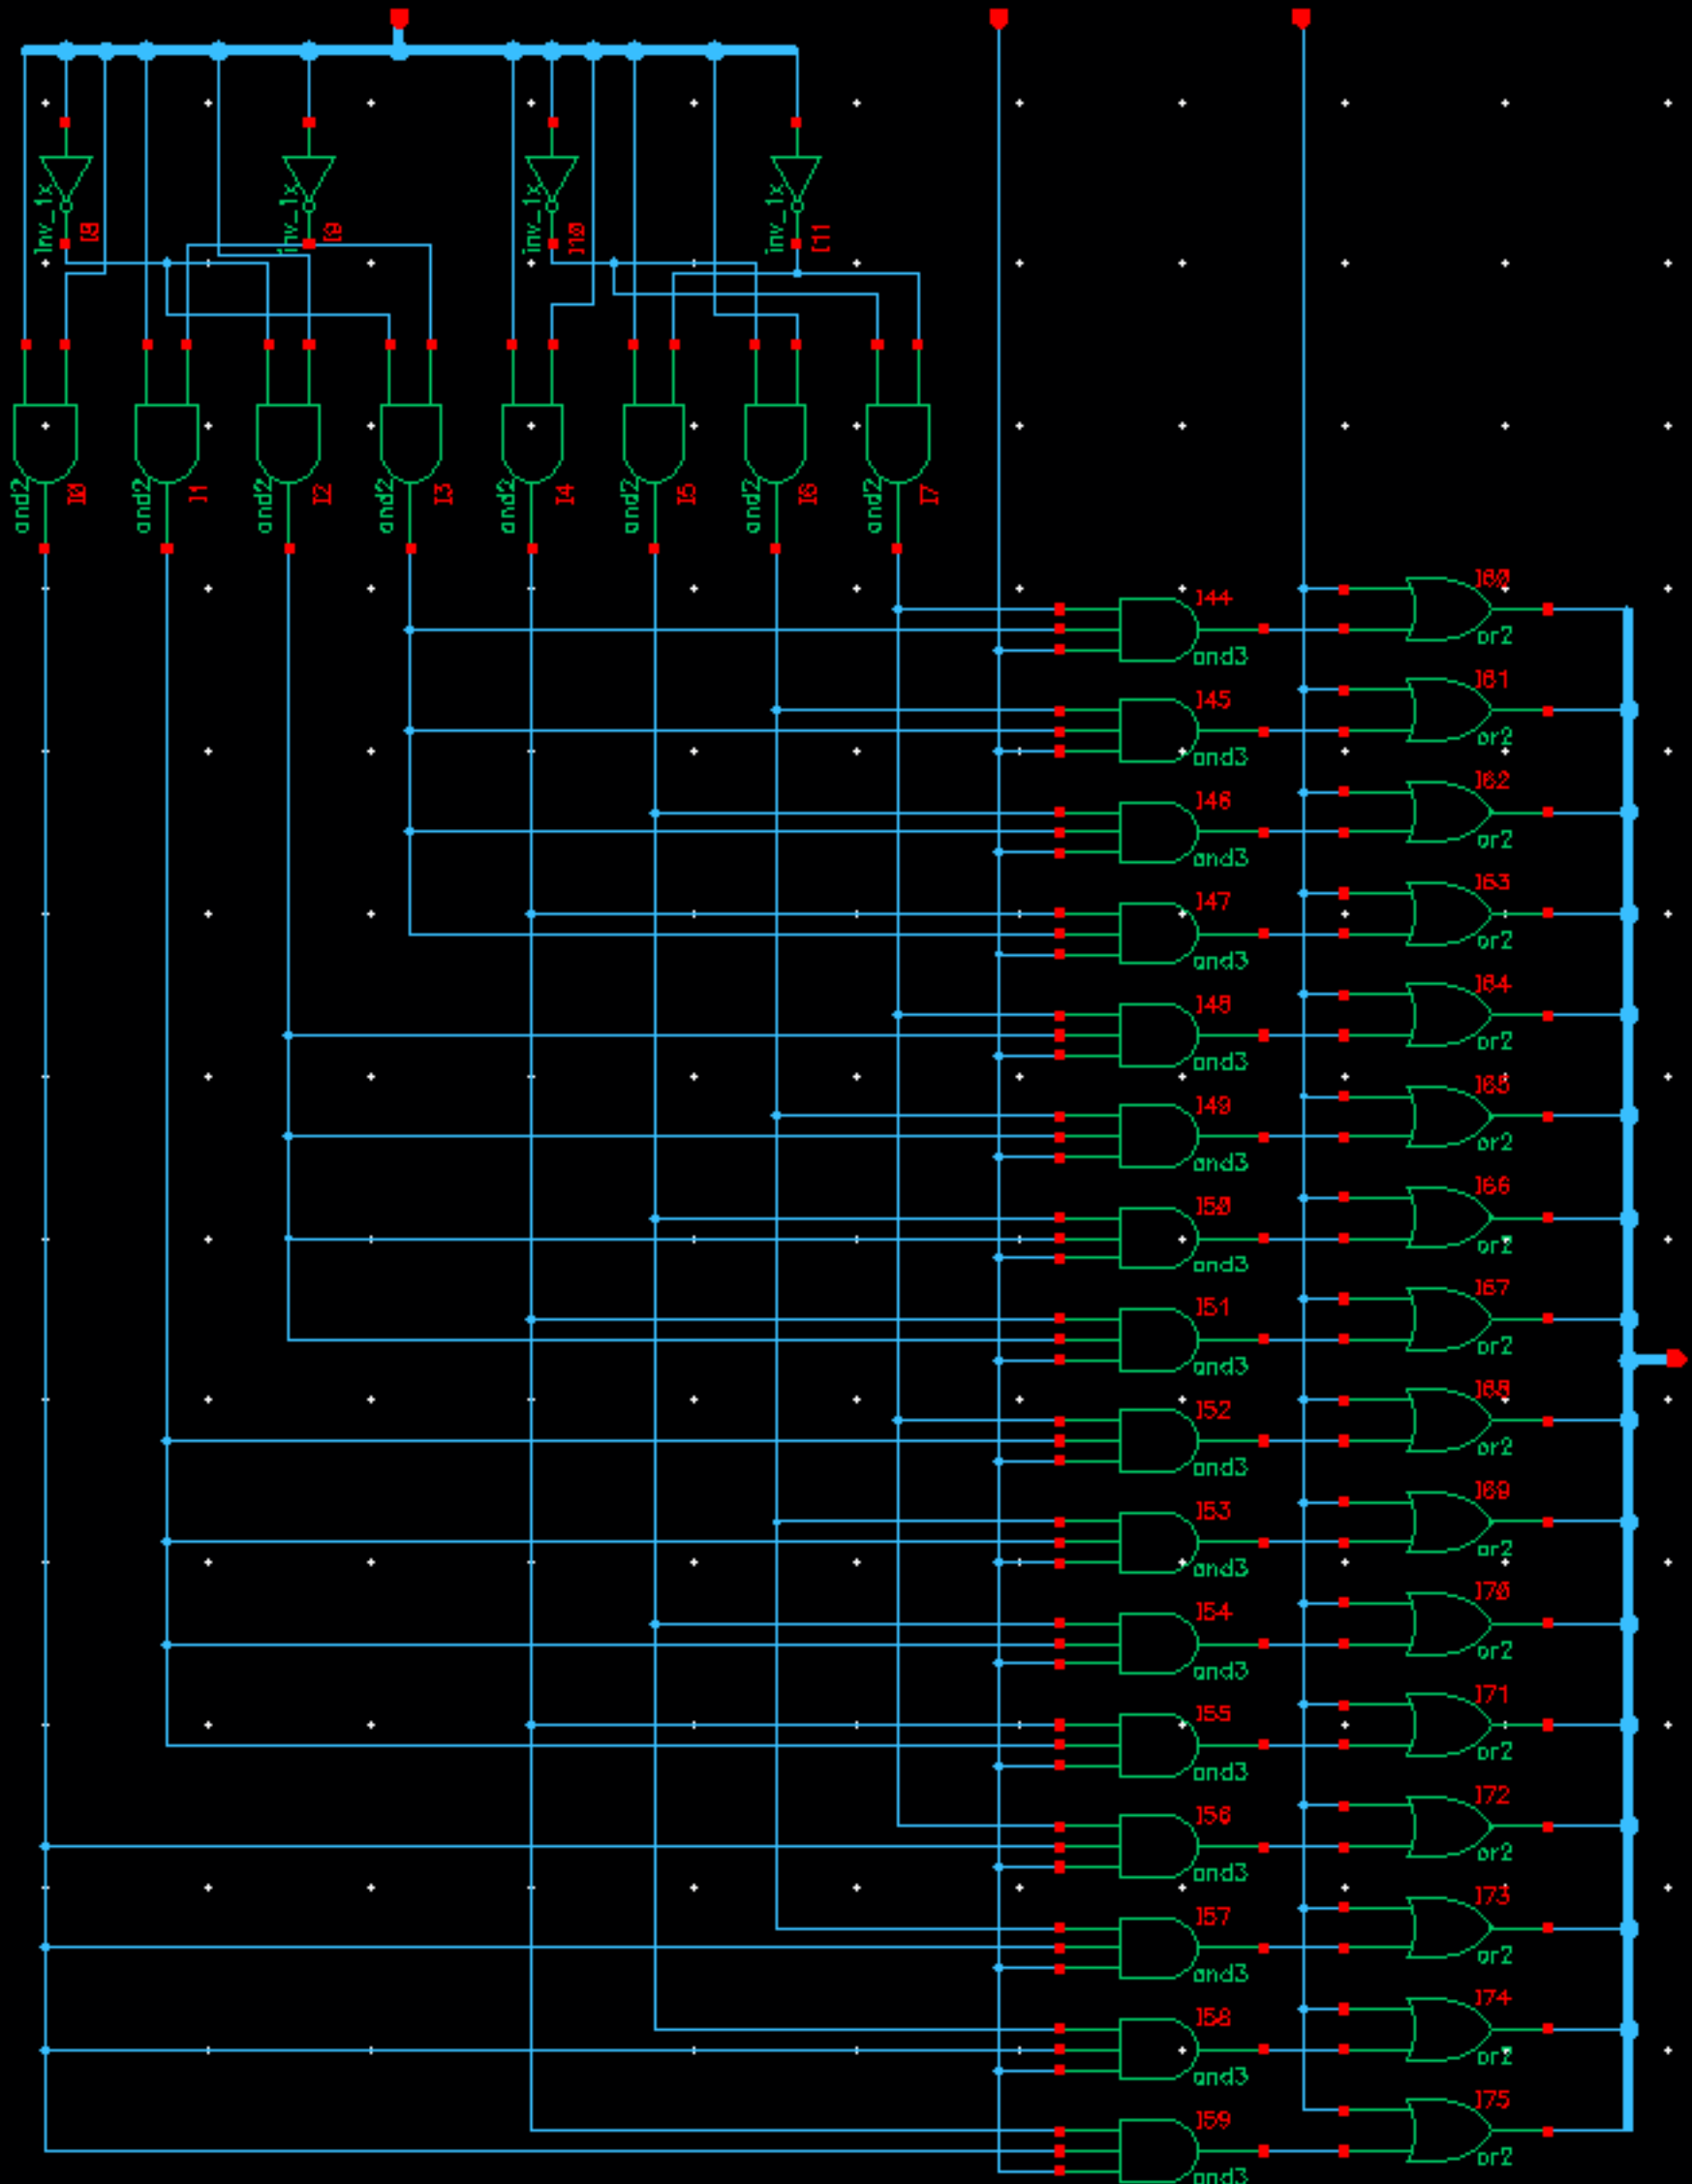 inv_1x I8
inv_1x I9
inv_1x I10
inv_1x I11
and2 I0
and2 I1
and2 I2
and2 I3
and2 I4
and2 I5
and2 I6
and2 I7
I60
I44
or2
and3
I61
I45
or2
and3
I62
I46
or2
and3
I63
I47
or2
and3
I64
I48
or2
and3
I65
I49
or2
and3
I66
I50
or2
and3
I67
I51
or2
and3
I68
I52
or2
and3
I69
I53
or2
and3
I70
I54
or2
and3
I71
I55
or2
and3
I72
I56
or2
and3
I73
I57
or2
and3
I74
I58
or2
and3
I75
I59
or2
and3